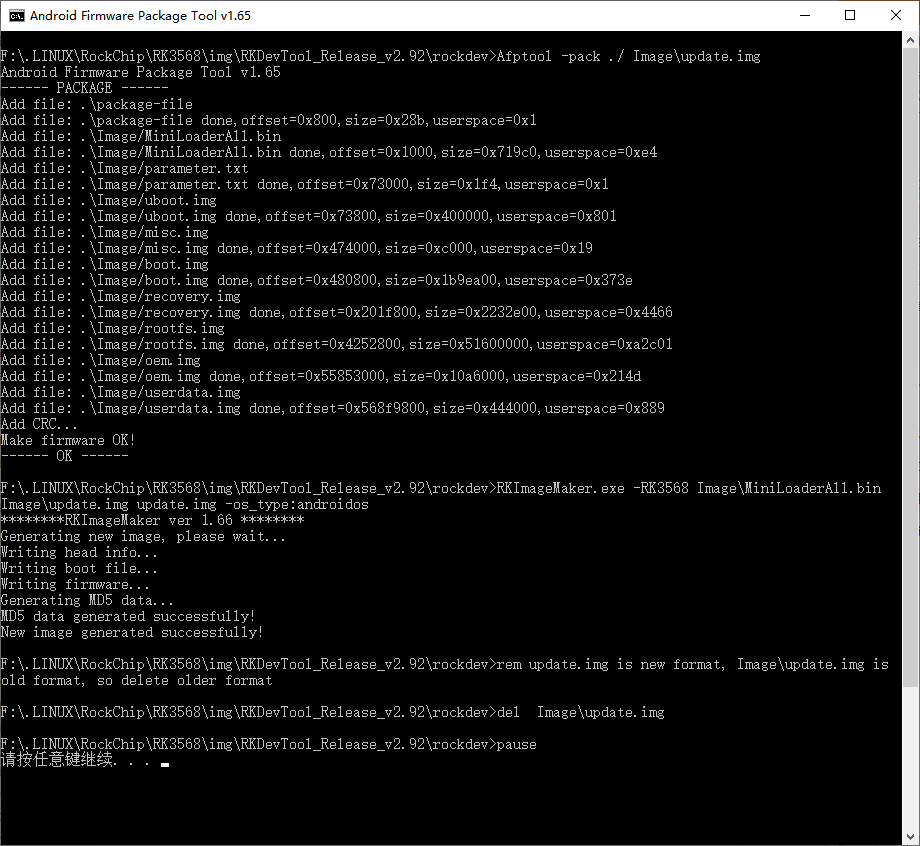 Android Firmware Package Tool v1.65
F:\.LINUX\RockChip\RK3568\img\RKDevTool_Release_v2.92\rockdev>Afptool -pack ./ Image\update.img
Android Firmware Package Tool v1.65
------ PACKAGE ------
Add file: .\package-file
Add file: .\package-file done,offset=0x800,size=0x28b,userspace=0x1
Add file: .\Image/MiniLoaderAll.bin
Add file: .\Image/MiniLoaderAll.bin done,offset=0x1000,size=0x719c0,userspace=0xe4
Add file: .\Image/parameter.txt
Add file: .\Image/parameter.txt done,offset=0x73000,size=0x1f4,userspace=0x1
Add file: .\Image/uboot.img
Add file: .\Image/uboot.img done,offset=0x73800,size=0x400000,userspace=0x801
Add file: .\Image/misc.img
Add file: .\Image/misc.img done,offset=0x474000,size=0xc000,userspace=0x19
Add file: .\Image/boot.img
Add file: .\Image/boot.img done,offset=0x480800,size=0x1b9ea00,userspace=0x373e
Add file: .\Image/recovery.img
Add file: .\Image/recovery.img done,offset=0x201f800,size=0x2232e00,userspace=0x4466
Add file: .\Image/rootfs.img
Add file: .\Image/rootfs.img done,offset=0x4252800,size=0x51600000,userspace=0xa2c01
Add file: .\Image/oem.img
Add file: .\Image/oem.img done,offset=0x55853000,size=0x10a6000,userspace=0x214d
Add file: .\Image/userdata.img
Add file: .\Image/userdata.img done,offset=0x568f9800,size=0x444000,userspace=0x889
Add CRC...
Make firmware OK!
------ OK ------
F:\.LINUX\RockChip\RK3568\img\RKDevTool_Release_v2.92\rockdev>RKImageMaker.exe -RK3568 Image\MiniLoaderAll.bin
Image\update.img update.img -os_type:androidos
********RKImageMaker ver 1.66 ********
Generating new image, please wait...
Writing head info...
Writing boot file...
Writing firmware...
Generating MD5 data...
MD5 data generated successfully!
New image generated successfully!
F:\.LINUX\RockChip\RK3568\img\RKDevTool_Release_v2.92\rockdev>rem update.img is new format, Image\update.img is
old format, so delete older format
F:\.LINUX\RockChip\RK3568\img\RKDevTool_Release_v2.92\rockdev>del  Image\update.img
F:\.LINUX\RockChip\RK3568\img\RKDevTool_Release_v2.92\rockdev>pause
请按任意键继续. . .